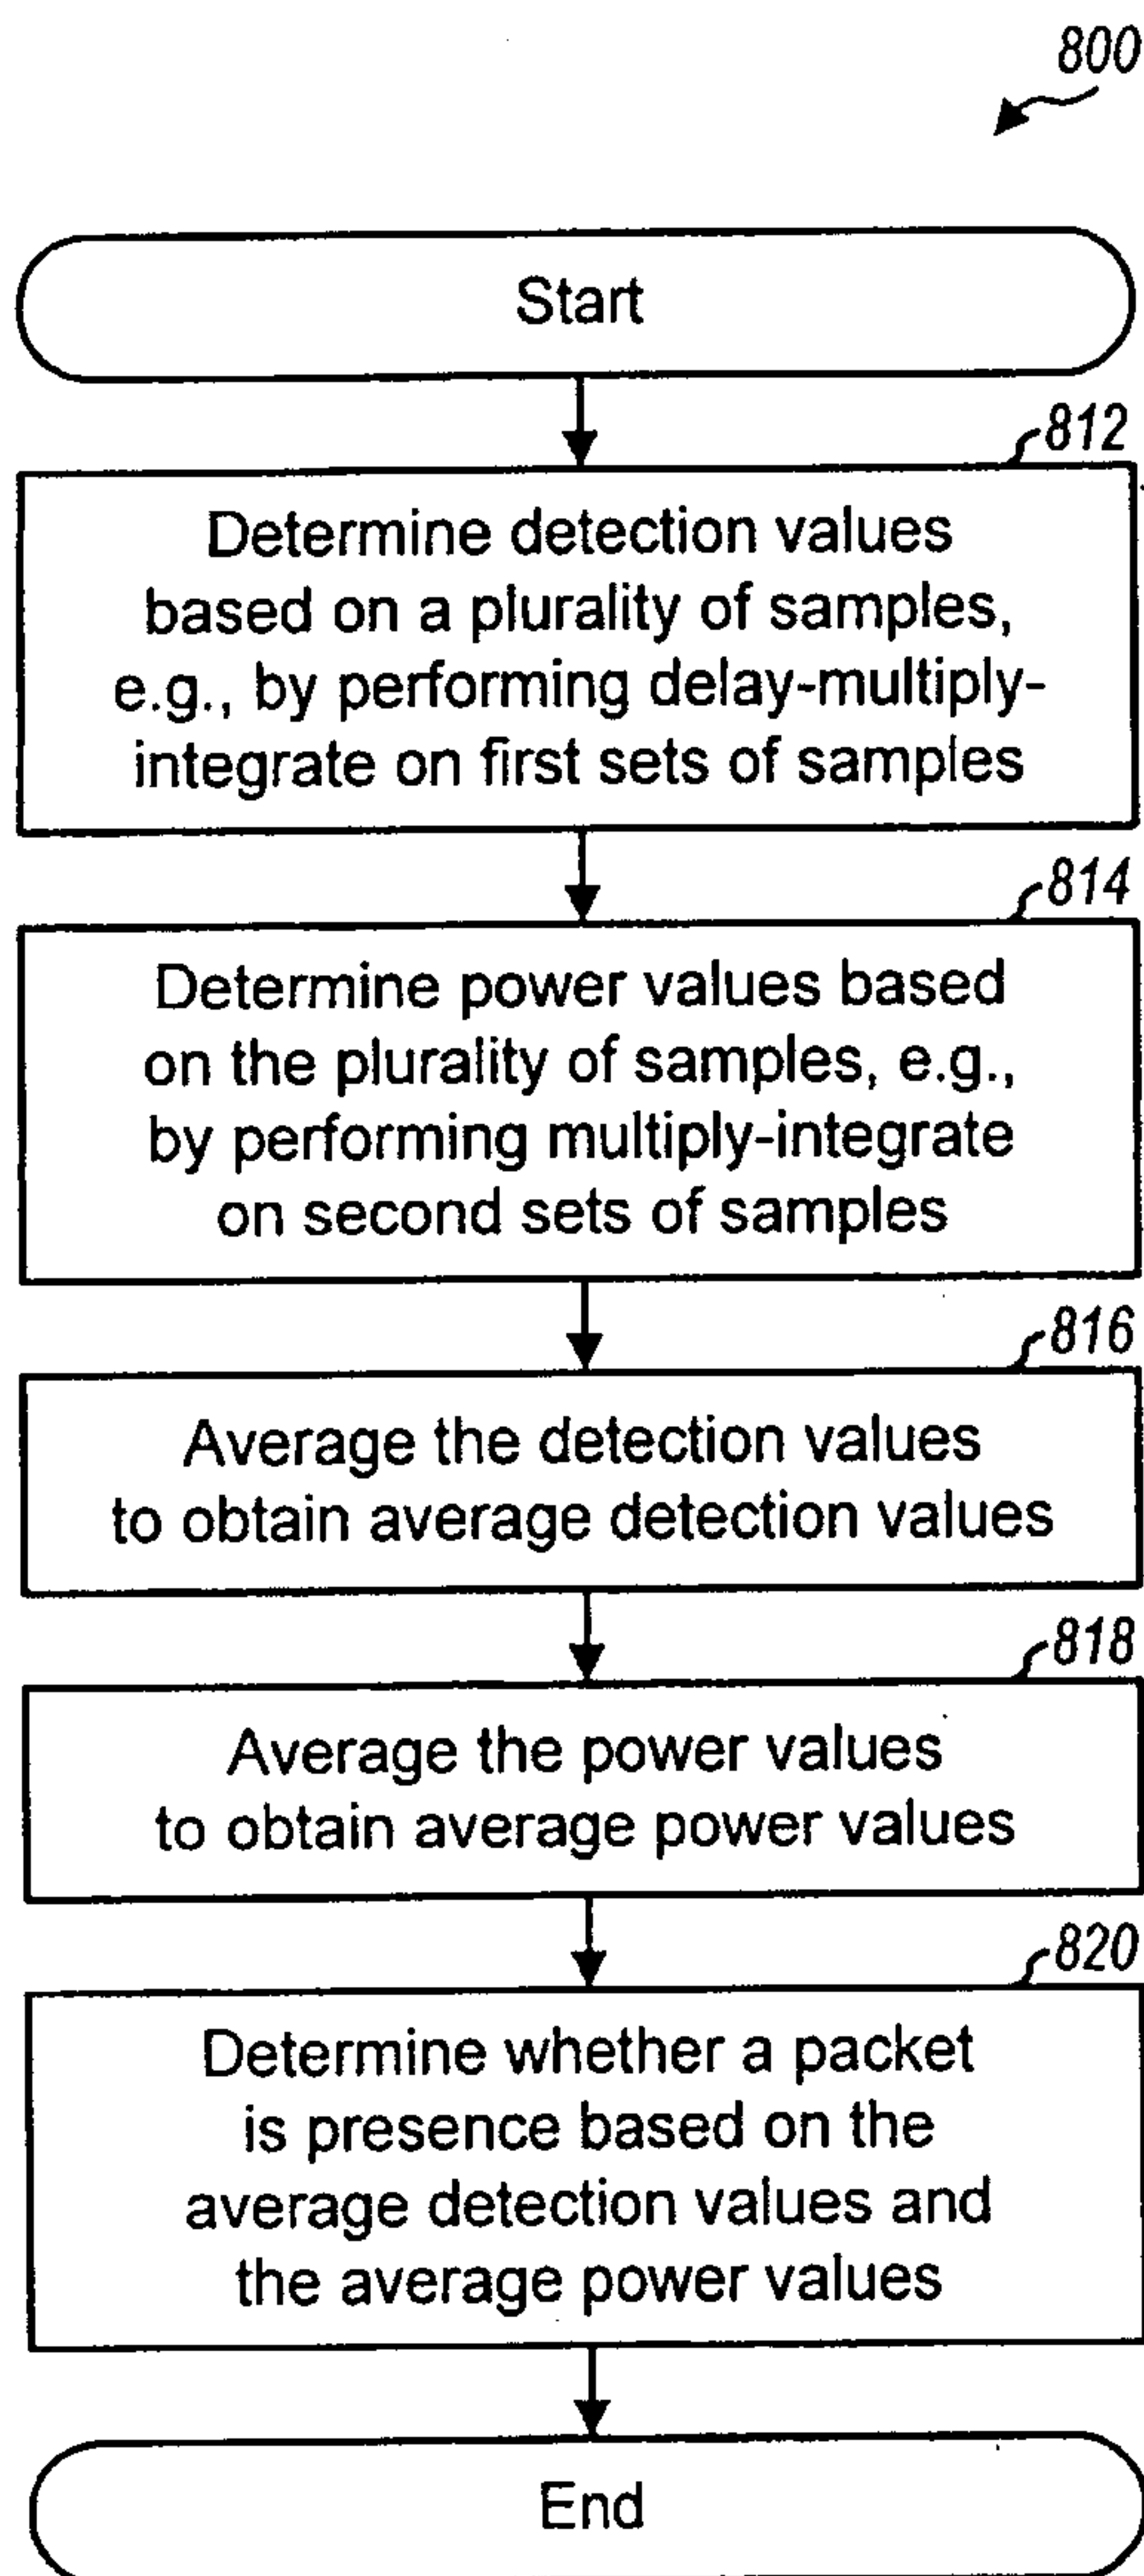 800
Start
812
Determine detection values
based on a plurality of samples,
e.g., by performing delay-multiply-
integrate on first sets of samples
814
Determine power values based
on the plurality of samples, e.g.,
by performing multiply-integrate
on second sets of samples
816
Average the detection values
to obtain average detection values
818
Average the power values
to obtain average power values
820
Determine whether a packet
is presence based on the
average detection values and
the average power values
End